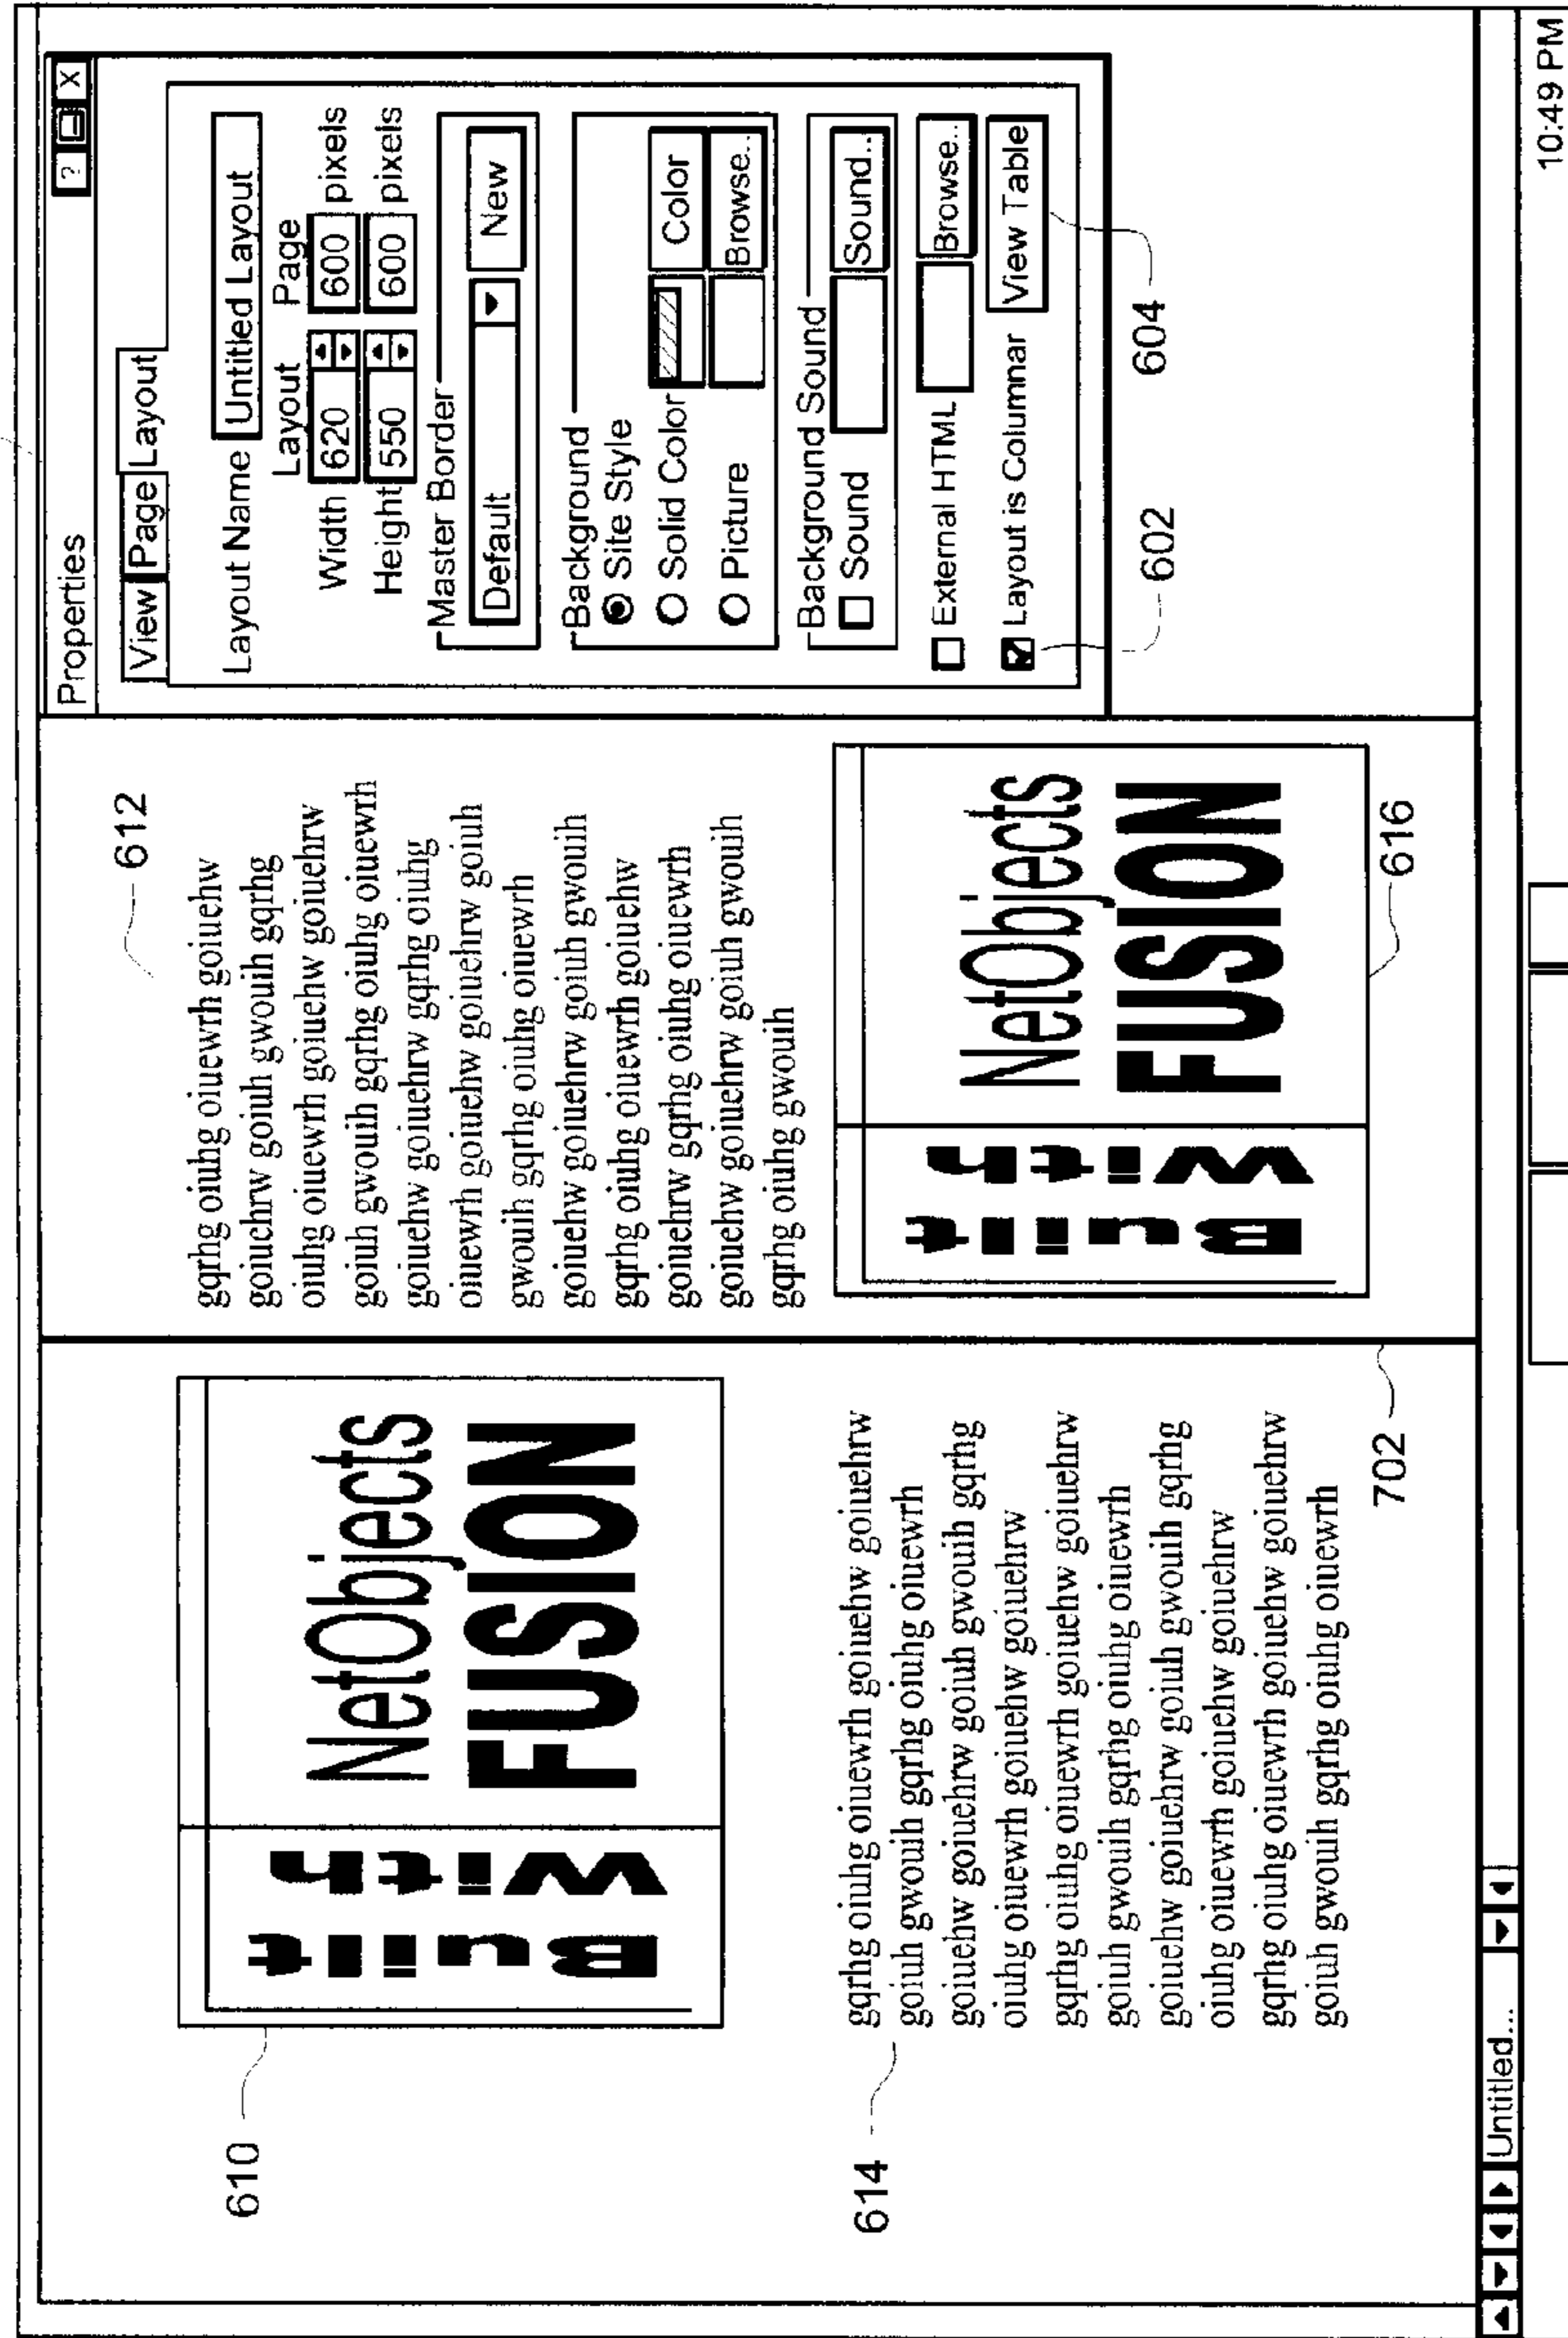 610
Built
With
NetObjects
FUSION
614
gqrhg oiuhg oiuewrh goiuehw goiuehrw
goiuh gwouih gqrhg oiuhg oiuewrh
goiuehw goiuehrw goiuh gwouih gqrhg
oiuhg oiuewrh goiuehw goiuehrw
gqrhg oiuhg oiuewrh goiuehw goiuehrw
goiuh gwouih gqrhg oiuhg oiuewrh
goiuehw goiuehrw goiuh gwouih gqrhg
oiuhg oiuewrh goiuehw goiuehrw
gqrhg oiuhg oiuewrh goiuehw goiuehrw
goiuh gwouih gqrhg oiuhg oiuewrh
702
612
gqrhg oiuhg oiuewrh goiuehw
goiuehrw goiuh gwouih gqrhg
oiuhg oiuewrh goiuehw goiuehrw
goiuh gwouih gqrhg oiuhg oiuewrh
goiuehw goiuehrw gqrhg oiuhg
oiuewrh goiuehw goiuehrw goiuh
gwouih gqrhg oiuhg oiuewrh
goiuehw goiuehrw goiuh gwouih
gqrhg oiuhg oiuewrh goiuehw
goiuehrw gqrhg oiuhg oiuewrh
goiuehw goiuehrw goiuh gwouih
gqrhg oiuhg gwouih
Built
With
NetObjects
FUSION
616
Properties ? X
View Page Layout
Layout Name Untitled Layout
Layout Page
Width 620 600 pixels
Height 550 600 pixels
Master Border
Default New
Background
Site Style
Solid Color Color
Picture Browse..
Background Sound
Sound Sound..
External HTML Browse..
Layout is Columnar View Table
602
604
Untitled...
10:49 PM